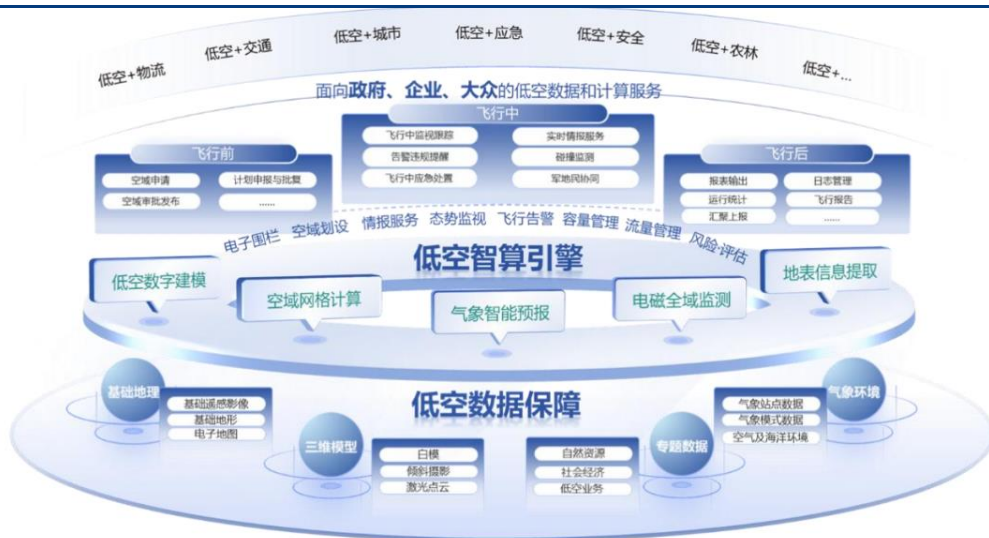 低空+物流 低空+交通 低空+城市 低空+应急 低空+安全 低空+农林 低空+...
面向政府、企业、大众的低空数据和计算服务
飞行前
空域申请 计划申报与批复
空域审批发布 ......
飞行中
飞行中监视跟踪 实时情报服务
告警违规提醒 碰撞监测
飞行中应急处置 军地民协同
飞行后
报表输出 日志管理
运行统计 飞行报告
汇聚上报 ......
电子围栏 空域划设 情报服务 态势监视 飞行告警 容量管理 流量管理 风险·评估
低空智算引擎
低空数字建模 空域网格计算 气象智能预报 电磁全域监测 地表信息提取
低空数据保障
基础地理
基础遥感影像
基础地形
电子地图
三维模型
白模
倾斜摄影
激光点云
自然资源
社会经济
低空业务
专题数据
气象站点数据
气象模式数据
空气及海洋环境
气象环境